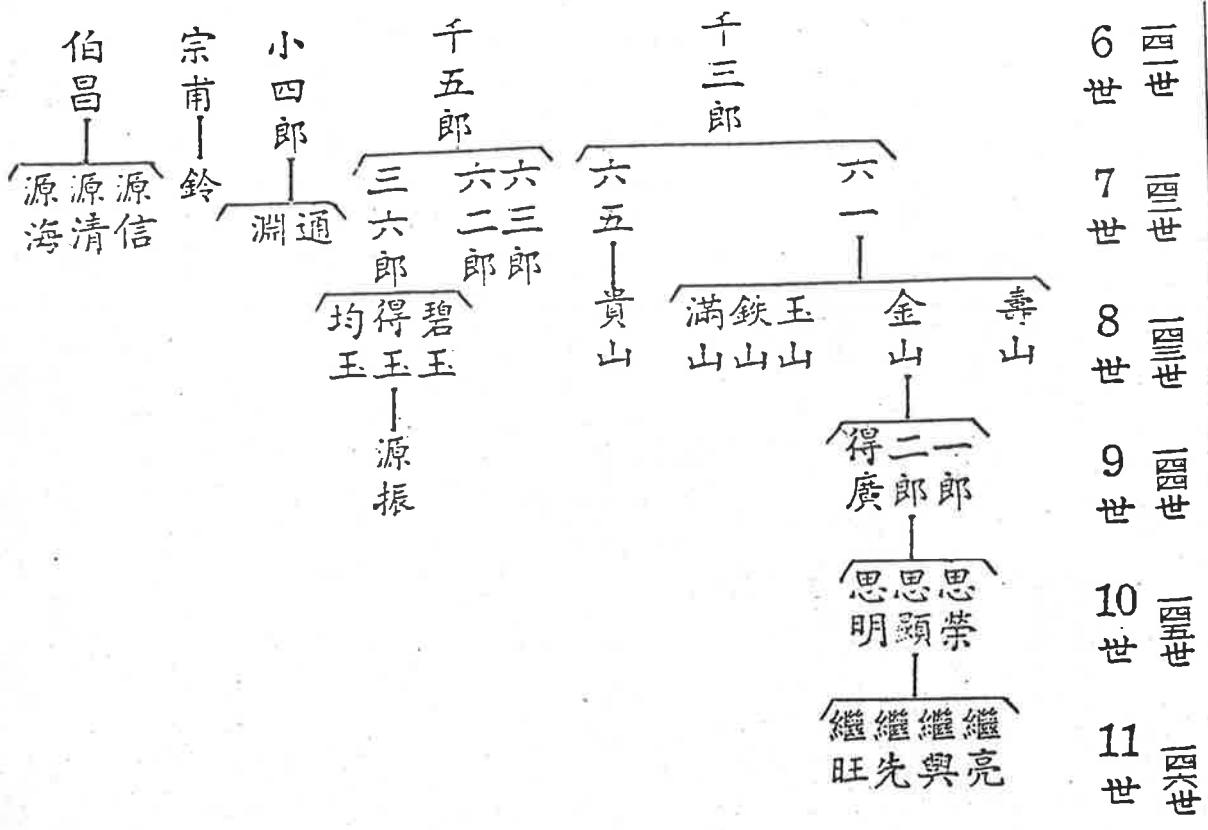 一四一世
6世
千三郎
千五郎
小四郎
宗甫
伯昌
一四二世
7世
六一
六五
六三郎
六二郎
三六郎
通
淵
鈴
源信
源清
源海
一四三世
8世
壽山
金山
玉山
鉄山
滿山
貴山
碧玉
得玉
均玉
一四四世
9世
一郎
二郎
得廣
源振
一四五世
10世
思榮
思顯
思明
一四六世
11世
繼亮
繼興
繼先
繼旺